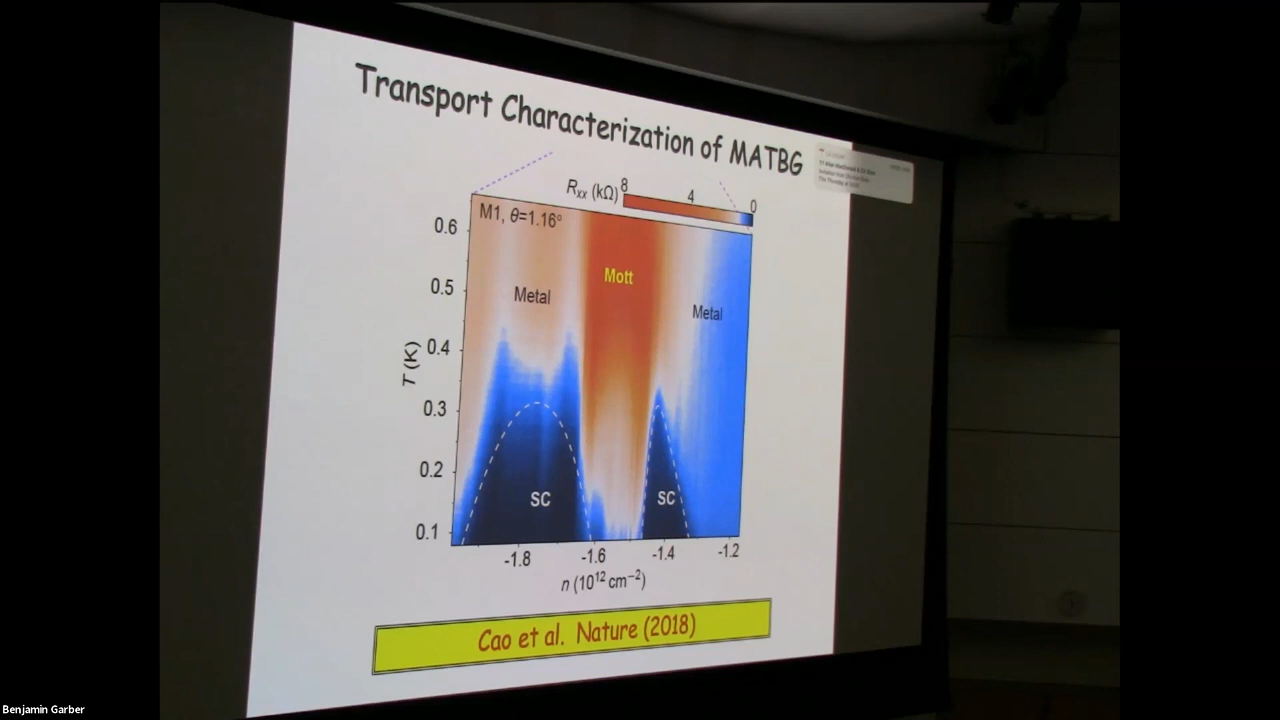 Transport Characterization of MATBG
Rxx (kΩ) 8 4 0
M1, θ=1.16°
0.6
Mott
0.5
Metal
Metal
0.4
T (K)
0.3
0.2
SC
SC
0.1
-1.8 -1.6 -1.4 -1.2
n (10¹² cm⁻²)
Cao et al. Nature (2018)
Benjamin Garber